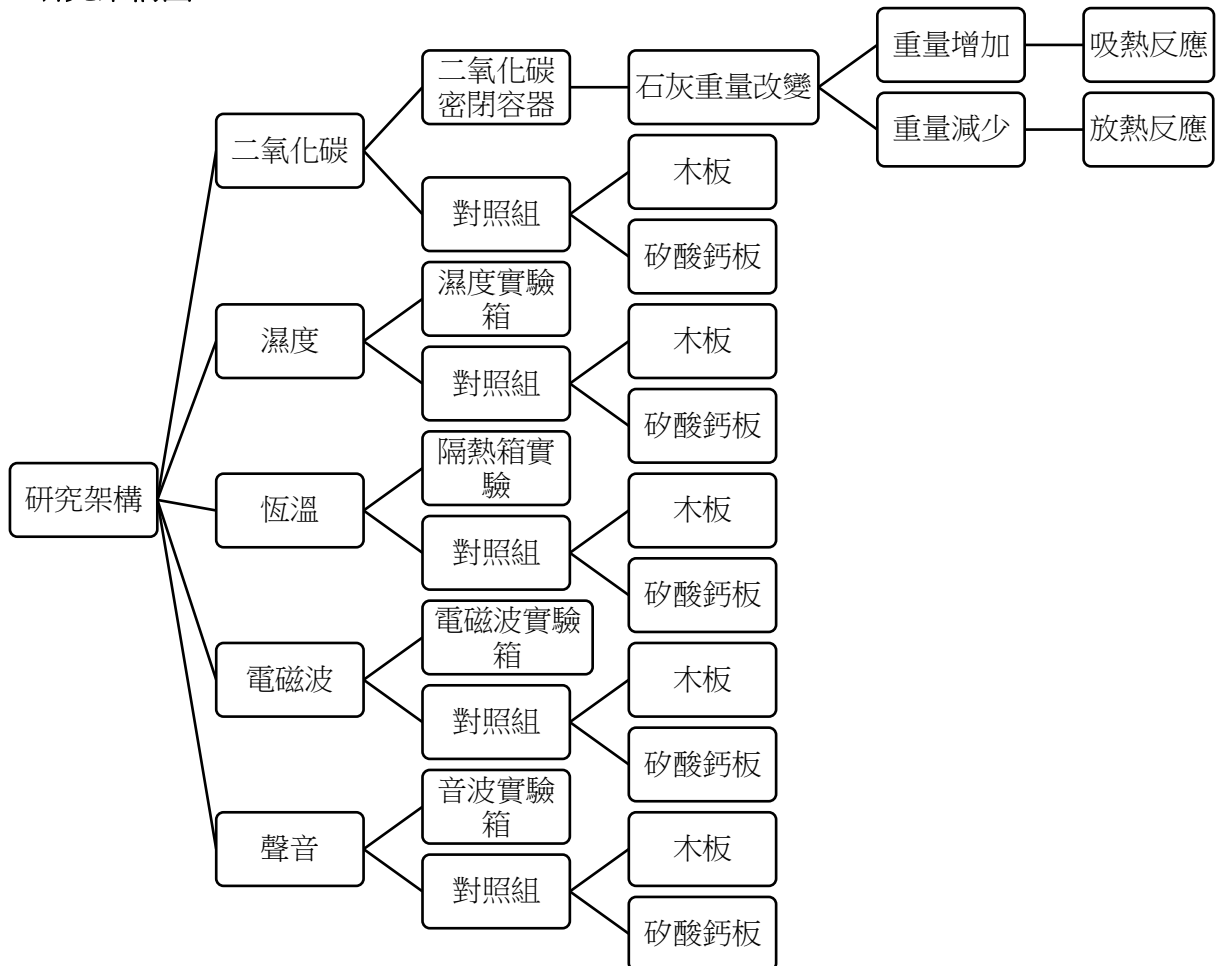 重量增加
吸熱反應
二氧化碳
密閉容器
石灰重量改變
重量減少
放熱反應
二氧化碳
木板
對照組
矽酸鈣板
濕度實驗
箱
濕度
木板
對照組
矽酸鈣板
隔熱箱實
驗
研究架構
恆溫
木板
對照組
矽酸鈣板
電磁波實驗
箱
電磁波
木板
對照組
矽酸鈣板
音波實驗
箱
聲音
木板
對照組
矽酸鈣板